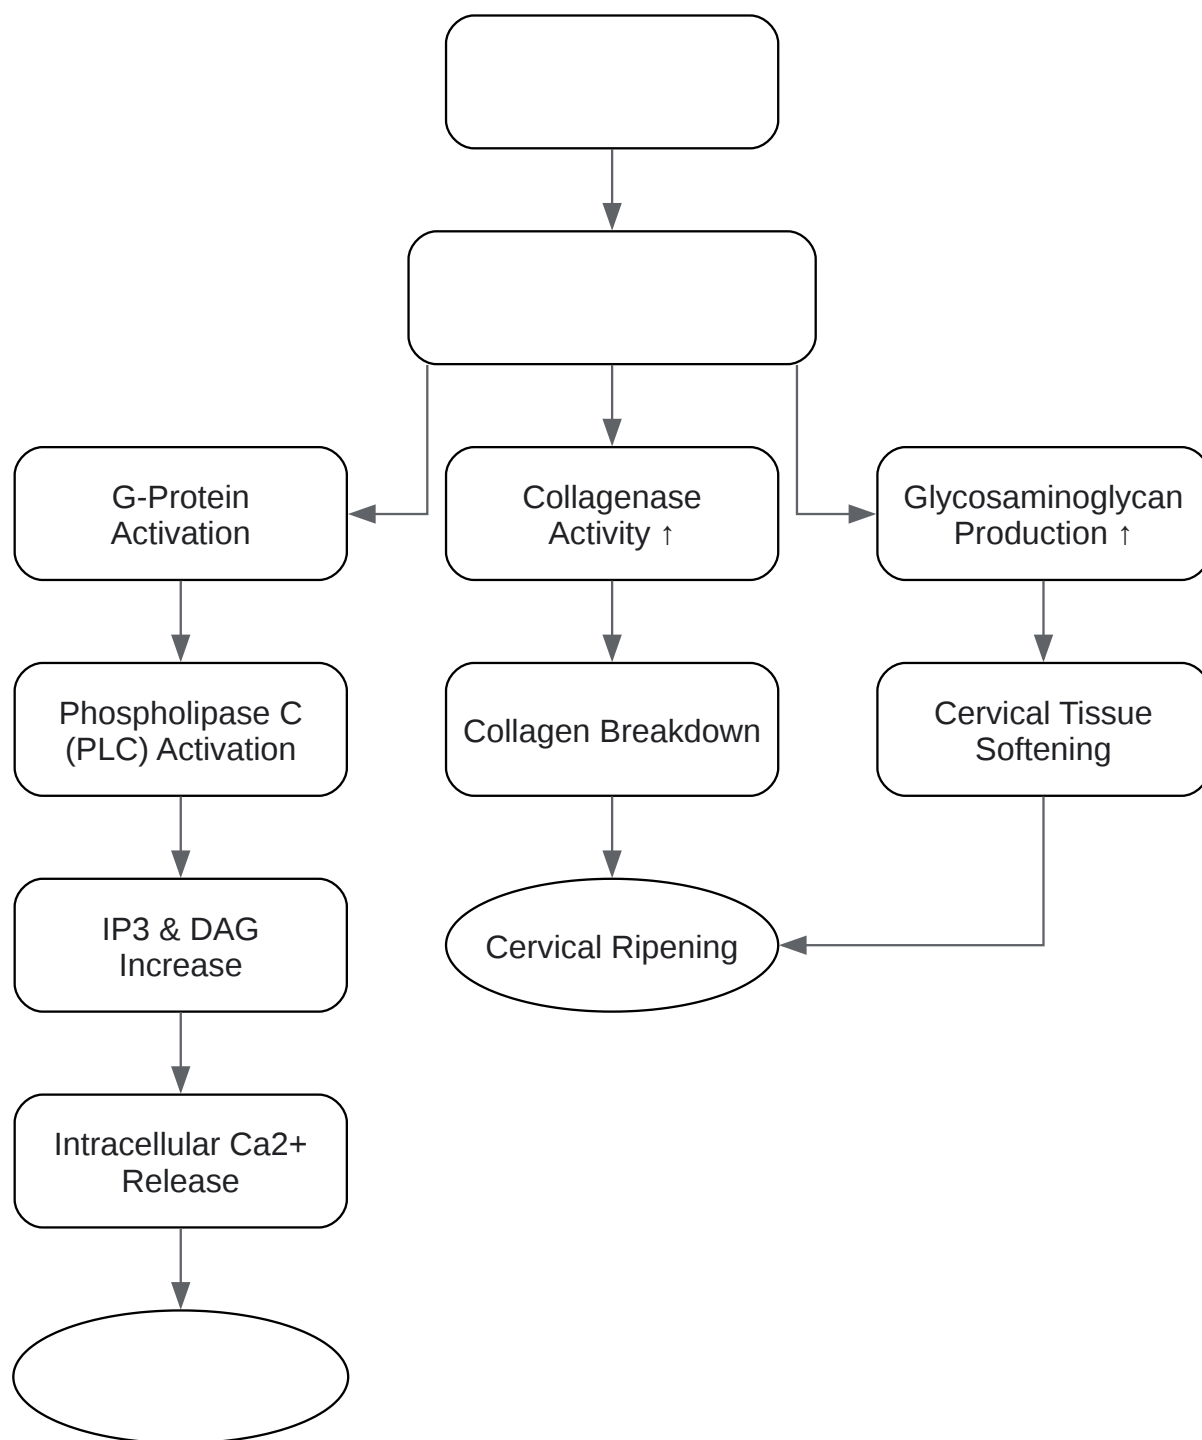 G-Protein
Activation
Collagenase
Activity ↑
Glycosaminoglycan
Production ↑
Phospholipase C
(PLC) Activation
Collagen Breakdown
Cervical Tissue
Softening
IP3 & DAG
Increase
Cervical Ripening
Intracellular Ca2+
Release